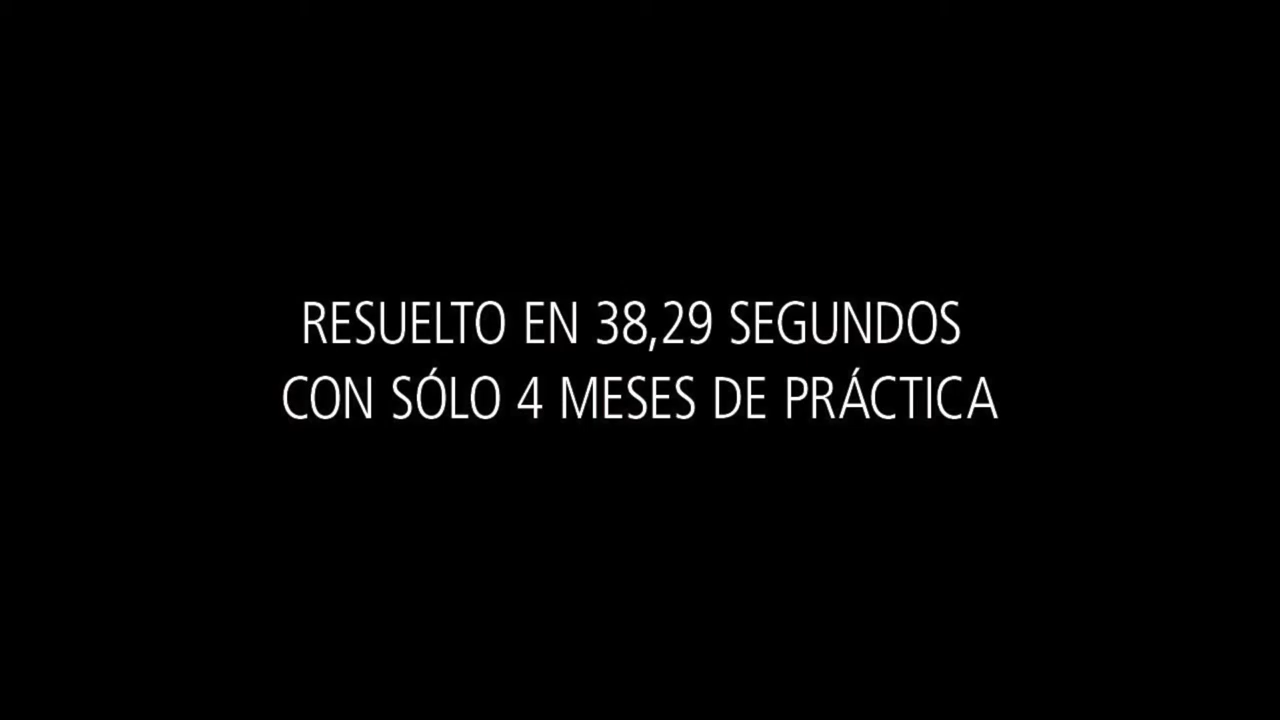 RESUELTO EN 38,29 SEGUNDOS
CON SÓLO 4 MESES DE PRÁCTICA